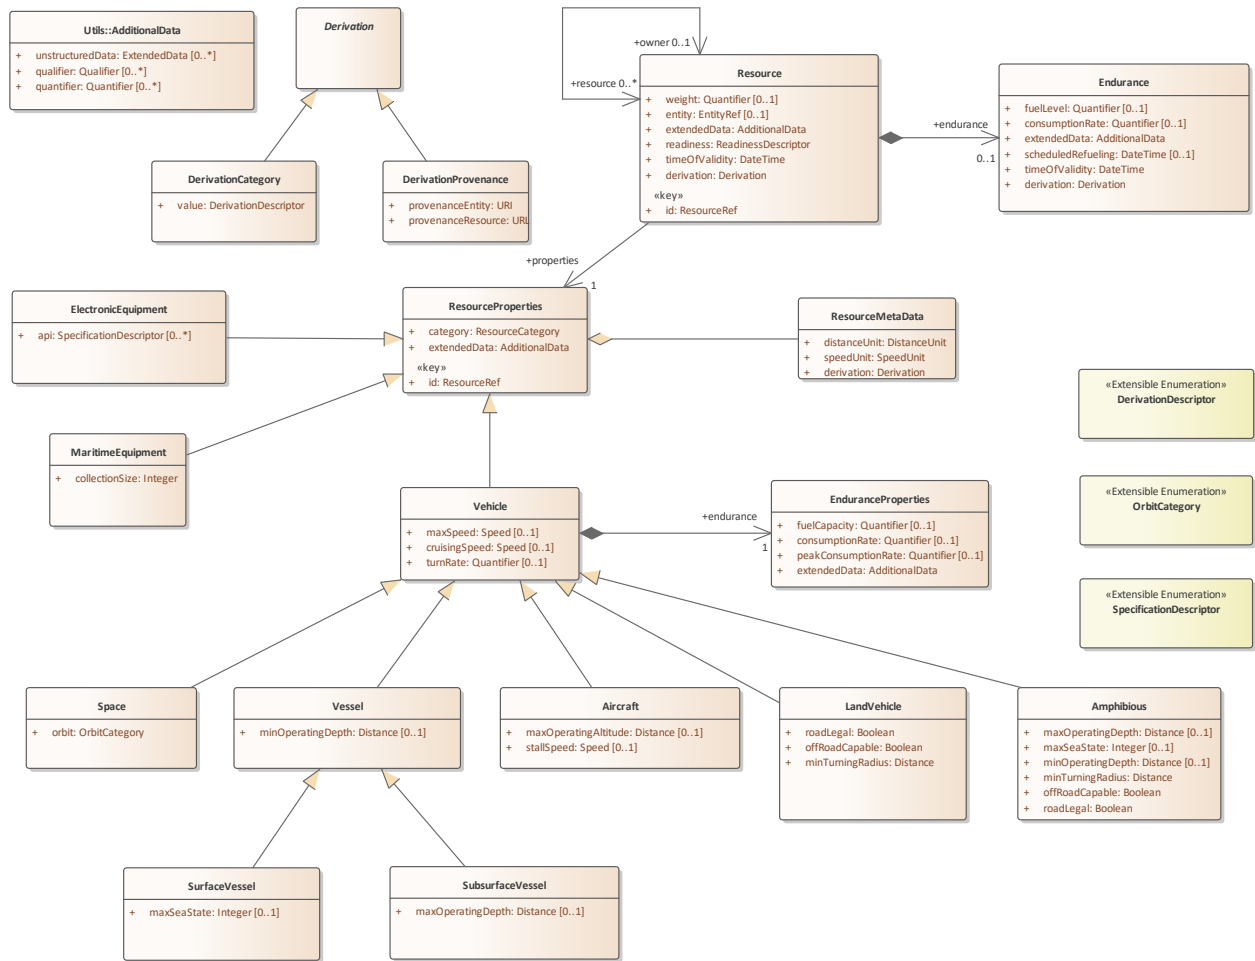 Utils::AdditionalData
+ unstructuredData: ExtendedData [0..*]
+ qualifier: Qualifier [0..*]
+ quantifier: Quantifier [0..*]
Derivation
+owner 0..1
+resource 0..*
Resource
+ weight: Quantifier [0..1]
+ entity: EntityRef [0..1]
+ extendedData: AdditionalData
+ readiness: ReadinessDescriptor
+ timeOfValidity: DateTime
+ derivation: Derivation
«key»
+ id: ResourceRef
+endurance
0..1
Endurance
+ fuelLevel: Quantifier [0..1]
+ consumptionRate: Quantifier [0..1]
+ extendedData: AdditionalData
+ scheduledRefueling: DateTime [0..1]
+ timeOfValidity: DateTime
+ derivation: Derivation
DerivationCategory
+ value: DerivationDescriptor
DerivationProvenance
+ provenanceEntity: URI
+ provenanceResource: URL
+properties
1
ElectronicEquipment
+ api: SpecificationDescriptor [0..*]
ResourceProperties
+ category: ResourceCategory
+ extendedData: AdditionalData
«key»
+ id: ResourceRef
ResourceMetaData
+ distanceUnit: DistanceUnit
+ speedUnit: SpeedUnit
+ derivation: Derivation
«Extensible Enumeration»
DerivationDescriptor
MaritimeEquipment
+ collectionSize: Integer
«Extensible Enumeration»
OrbitCategory
Vehicle
+ maxSpeed: Speed [0..1]
+ cruisingSpeed: Speed [0..1]
+ turnRate: Quantifier [0..1]
+endurance
1
EnduranceProperties
+ fuelCapacity: Quantifier [0..1]
+ consumptionRate: Quantifier [0..1]
+ peakConsumptionRate: Quantifier [0..1]
+ extendedData: AdditionalData
«Extensible Enumeration»
SpecificationDescriptor
Space
+ orbit: OrbitCategory
Vessel
+ minOperatingDepth: Distance [0..1]
Aircraft
+ maxOperatingAltitude: Distance [0..1]
+ stallSpeed: Speed [0..1]
LandVehicle
+ roadLegal: Boolean
+ offRoadCapable: Boolean
+ minTurningRadius: Distance
Amphibious
+ maxOperatingDepth: Distance [0..1]
+ maxSeaState: Integer [0..1]
+ minOperatingDepth: Distance [0..1]
+ minTurningRadius: Distance
+ offRoadCapable: Boolean
+ roadLegal: Boolean
SurfaceVessel
+ maxSeaState: Integer [0..1]
SubsurfaceVessel
+ maxOperatingDepth: Distance [0..1]